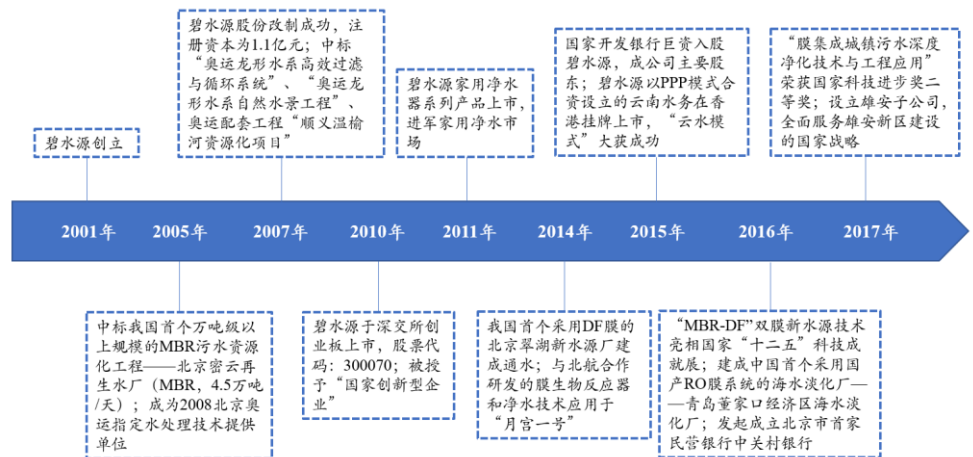 碧水源创立
碧水源股份改制成功，注
册资本为1.1亿元；中标
“奥运龙形水系高效过滤
与循环系统”、“奥运龙
形水系自然水景工程”、
奥运配套工程“顺义温榆
河资源化项目”
碧水源家用净水
器系列产品上市，
进军家用净水市
场
国家开发银行巨资入股
碧水源，成公司主要股
东；碧水源以PPP模式合
资设立的云南水务在香
港挂牌上市，“云水模
式”大获成功
“膜集成城镇污水深度
净化技术与工程应用”
荣获国家科技进步奖二
等奖；设立雄安子公司，
全面服务雄安新区建设
的国家战略
2001年 2005年 2007年 2010年 2011年 2014年 2015年 2016年 2017年
中标我国首个万吨级以
上规模的MBR污水资源
化工程——北京密云再
生水厂（MBR，4.5万吨
/天）；成为2008北京奥
运指定水处理技术提供
单位
碧水源于深交所创
业板上市，股票代
码：300070；被授
予“国家创新型企
业”
我国首个采用DF膜的
北京翠湖新水源厂建
成通水；与北航合作
研发的膜生物反应器
和净水技术应用于
“月宫一号”
“MBR-DF”双膜新水源技术
亮相国家“十二五”科技成
就展；建成中国首个采用国
产RO膜系统的海水淡化厂—
—青岛董家口经济区海水淡
化厂；发起成立北京市首家
民营银行中关村银行